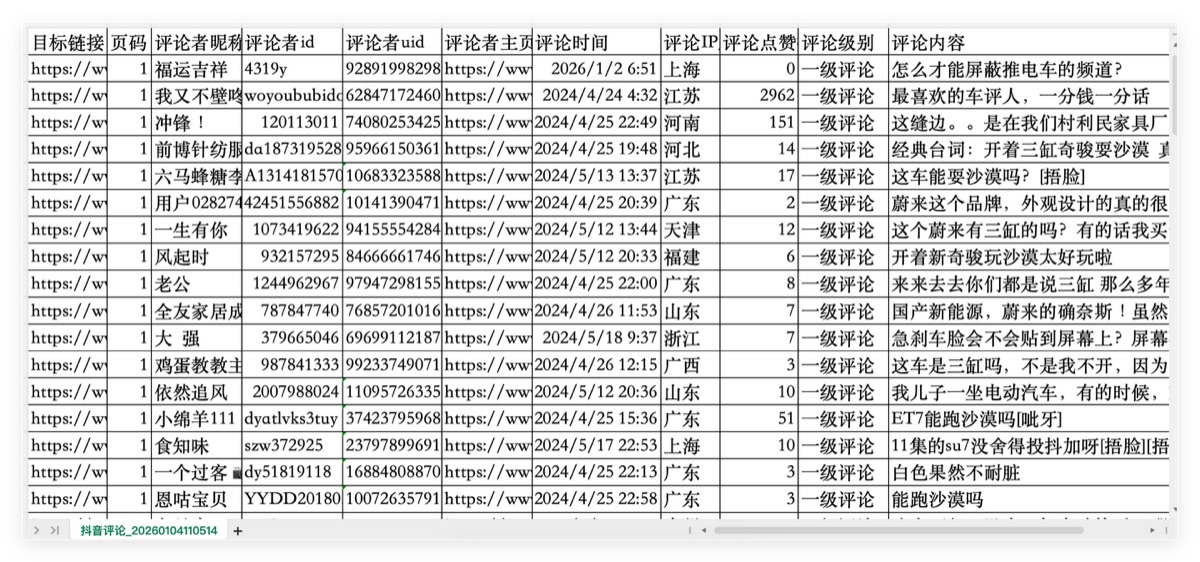 目标链接 页码 评论者昵称 评论者id 评论者uid 评论者主页 评论时间 评论IP 评论点赞 评论级别 评论内容
https://w 1 福运吉祥 4319y 92891998298 https://ww 2026/1/2 6:51 上海 0 一级评论 怎么才能屏蔽推电车的频道？
https://w 1 我又不壁咚 woyoububido 62847172460 https://ww 2024/4/24 4:32 江苏 2962 一级评论 最喜欢的车评人，一分钱一分话
https://w 1 冲锋！ 120113011 74080253425 https://ww 2024/4/25 22:49 河南 151 一级评论 这缝边。。是在我们村利民家具厂
https://w 1 前博针纺服 da187319528 95966150361 https://ww 2024/4/25 19:48 河北 14 一级评论 经典台词：开着三缸奇骏耍沙漠
https://w 1 六马蜂糖李 A1314181570 10683323588 https://ww 2024/5/13 13:37 江苏 17 一级评论 这车能耍沙漠吗？[捂脸]
https://w 1 用户028274 42451556882 10141390471 https://ww 2024/4/25 20:39 广东 2 一级评论 蔚来这个品牌，外观设计的真的很
https://w 1 一生有你 1073419622 94155554284 https://ww 2024/5/12 13:44 天津 12 一级评论 这个蔚来有三缸的吗？有的话我买
https://w 1 风起时 932157295 84666661746 https://ww 2024/5/12 20:33 福建 6 一级评论 开着新奇骏玩沙漠太好玩啦
https://w 1 老公 1244962967 97947298155 https://ww 2024/4/25 22:00 广东 8 一级评论 来来去去你们都是说三缸 那么多年
https://w 1 全友家居成 787847740 76857201016 https://ww 2024/4/26 11:53 山东 7 一级评论 国产新能源，蔚来的确奈斯！虽然
https://w 1 大 强 379665046 69699112187 https://ww 2024/5/18 9:37 浙江 7 一级评论 急刹车脸会不会贴到屏幕上？屏幕
https://w 1 鸡蛋教教主 987841333 99233749071 https://ww 2024/4/26 12:15 广西 3 一级评论 这车是三缸吗，不是我不开，因为
https://w 1 依然追风 2007988024 11095726335 https://ww 2024/5/12 20:36 山东 10 一级评论 我儿子一坐电动汽车，有的时候，
https://w 1 小绵羊111 dyatlvks3tuy 37423795968 https://ww 2024/4/25 15:36 广东 51 一级评论 ET7能跑沙漠吗[呲牙]
https://w 1 食知味 szw372925 23797899691 https://ww 2024/5/17 22:53 上海 10 一级评论 11集的su7没舍得投抖加呀[捂脸][捂
https://w 1 一个过客 dy51819118 16884808870 https://ww 2024/4/25 22:13 广东 3 一级评论 白色果然不耐脏
https://w 1 恩咕宝贝 YYDD20180 10072635791 https://ww 2024/4/25 22:58 广东 3 一级评论 能跑沙漠吗
抖音评论_20260104110514 +